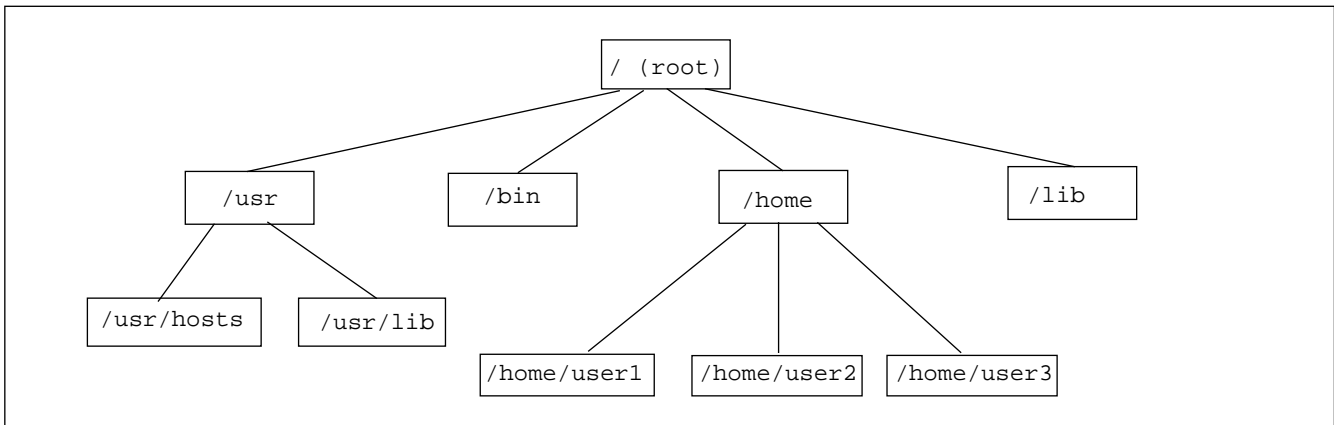 / (root)
/usr
/bin
/home
/lib
/usr/hosts
/usr/lib
/home/user1
/home/user2
/home/user3